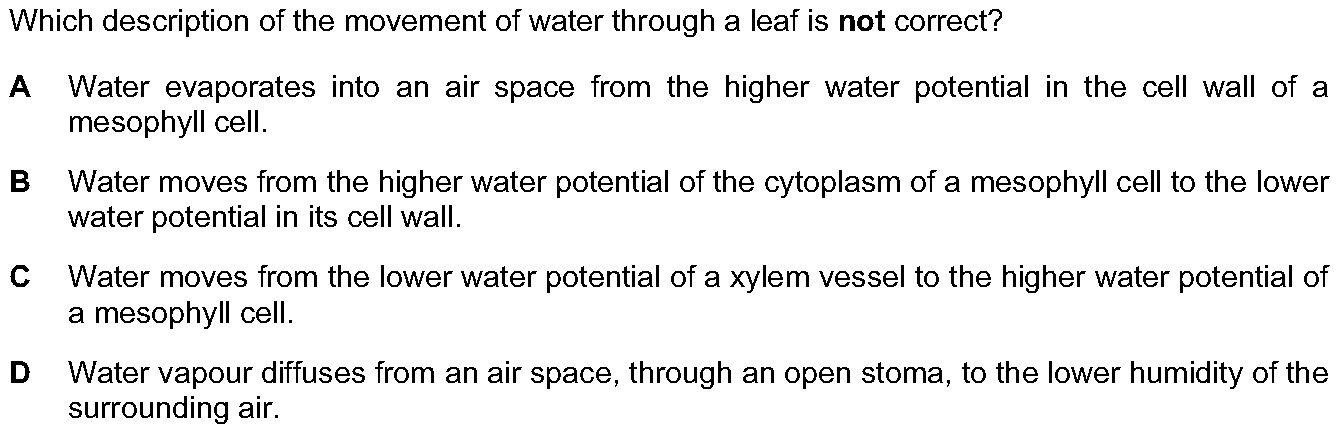 Which description of the movement of water through a leaf is not correct?
A Water evaporates into an air space from the higher water potential in the cell wall of a
mesophyll cell.
B Water moves from the higher water potential of the cytoplasm of a mesophyll cell to the lower
water potential in its cell wall.
C Water moves from the lower water potential of a xylem vessel to the higher water potential of
a mesophyll cell.
D Water vapour diffuses from an air space, through an open stoma, to the lower humidity of the
surrounding air.